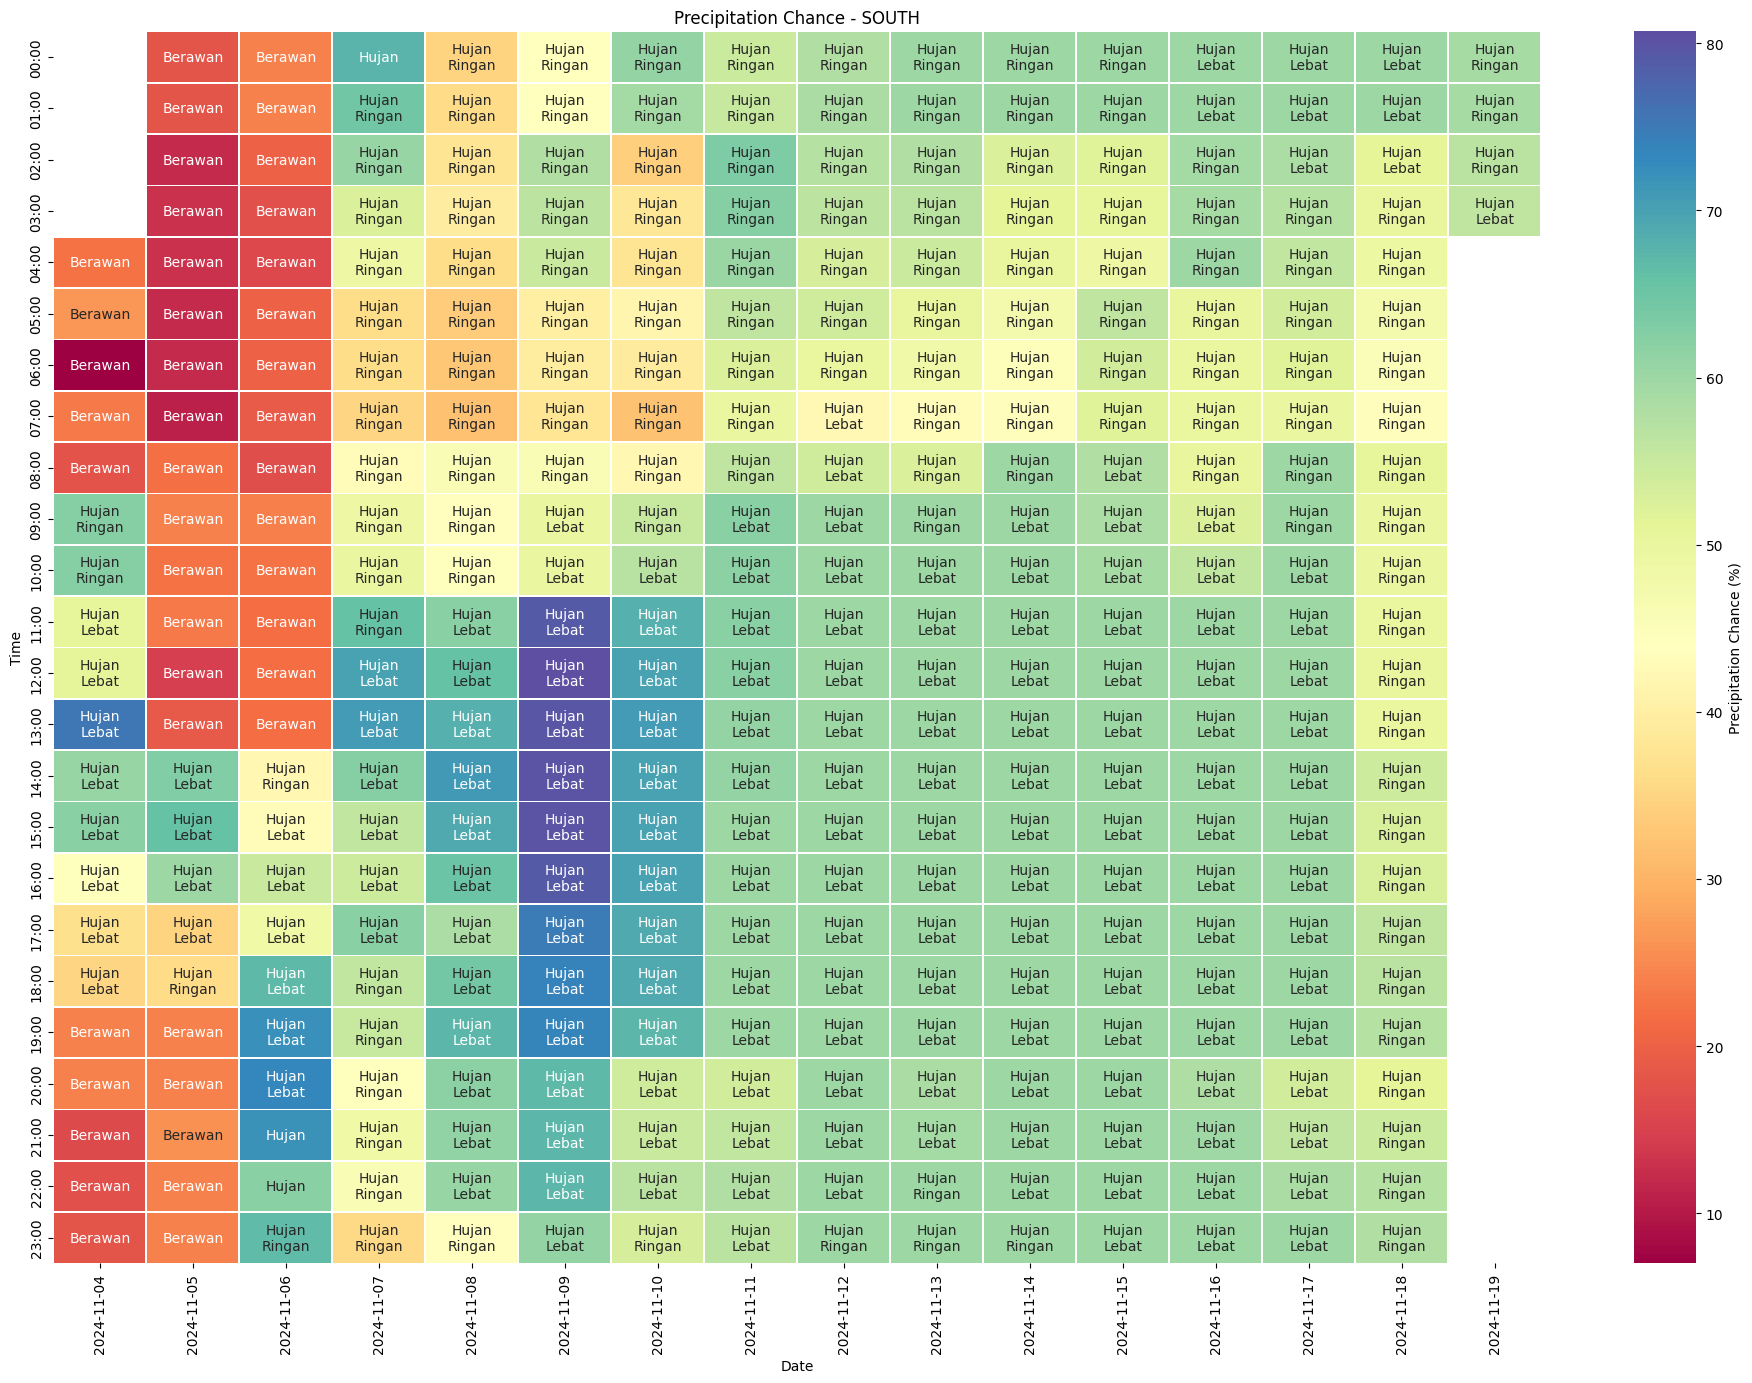 Precipitation Chance - SOUTH
00:00 Berawan Berawan Hujan Hujan Ringan Hujan Ringan Hujan Ringan Hujan Ringan Hujan Ringan Hujan Ringan Hujan Ringan Hujan Ringan Hujan Lebat Hujan Lebat Hujan Lebat Hujan Ringan
01:00 Berawan Berawan Hujan Ringan Hujan Ringan Hujan Ringan Hujan Ringan Hujan Ringan Hujan Ringan Hujan Ringan Hujan Ringan Hujan Ringan Hujan Lebat Hujan Lebat Hujan Lebat Hujan Ringan
02:00 Berawan Berawan Hujan Ringan Hujan Ringan Hujan Ringan Hujan Ringan Hujan Ringan Hujan Ringan Hujan Ringan Hujan Ringan Hujan Ringan Hujan Ringan Hujan Lebat Hujan Lebat Hujan Ringan
03:00 Berawan Berawan Hujan Ringan Hujan Ringan Hujan Ringan Hujan Ringan Hujan Ringan Hujan Ringan Hujan Ringan Hujan Ringan Hujan Ringan Hujan Ringan Hujan Ringan Hujan Ringan Hujan Lebat
04:00 Berawan Berawan Berawan Hujan Ringan Hujan Ringan Hujan Ringan Hujan Ringan Hujan Ringan Hujan Ringan Hujan Ringan Hujan Ringan Hujan Ringan Hujan Ringan Hujan Ringan Hujan Ringan
05:00 Berawan Berawan Berawan Hujan Ringan Hujan Ringan Hujan Ringan Hujan Ringan Hujan Ringan Hujan Ringan Hujan Ringan Hujan Ringan Hujan Ringan Hujan Ringan Hujan Ringan Hujan Ringan
06:00 Berawan Berawan Berawan Hujan Ringan Hujan Ringan Hujan Ringan Hujan Ringan Hujan Ringan Hujan Ringan Hujan Ringan Hujan Ringan Hujan Ringan Hujan Ringan Hujan Ringan Hujan Ringan
07:00 Berawan Berawan Berawan Hujan Ringan Hujan Ringan Hujan Ringan Hujan Ringan Hujan Ringan Hujan Lebat Hujan Ringan Hujan Ringan Hujan Ringan Hujan Ringan Hujan Ringan Hujan Ringan
08:00 Berawan Berawan Berawan Hujan Ringan Hujan Ringan Hujan Ringan Hujan Ringan Hujan Ringan Hujan Lebat Hujan Ringan Hujan Ringan Hujan Lebat Hujan Ringan Hujan Ringan Hujan Ringan
09:00 Hujan Ringan Berawan Berawan Hujan Ringan Hujan Ringan Hujan Lebat Hujan Ringan Hujan Lebat Hujan Lebat Hujan Ringan Hujan Lebat Hujan Lebat Hujan Lebat Hujan Ringan Hujan Ringan
10:00 Hujan Ringan Berawan Berawan Hujan Ringan Hujan Ringan Hujan Lebat Hujan Lebat Hujan Lebat Hujan Lebat Hujan Lebat Hujan Lebat Hujan Lebat Hujan Lebat Hujan Lebat Hujan Ringan
11:00 Hujan Lebat Berawan Berawan Hujan Ringan Hujan Lebat Hujan Lebat Hujan Lebat Hujan Lebat Hujan Lebat Hujan Lebat Hujan Lebat Hujan Lebat Hujan Lebat Hujan Lebat Hujan Ringan
12:00 Hujan Lebat Berawan Berawan Hujan Lebat Hujan Lebat Hujan Lebat Hujan Lebat Hujan Lebat Hujan Lebat Hujan Lebat Hujan Lebat Hujan Lebat Hujan Lebat Hujan Lebat Hujan Ringan
13:00 Hujan Lebat Berawan Berawan Hujan Lebat Hujan Lebat Hujan Lebat Hujan Lebat Hujan Lebat Hujan Lebat Hujan Lebat Hujan Lebat Hujan Lebat Hujan Lebat Hujan Lebat Hujan Ringan
14:00 Hujan Lebat Hujan Lebat Hujan Ringan Hujan Lebat Hujan Lebat Hujan Lebat Hujan Lebat Hujan Lebat Hujan Lebat Hujan Lebat Hujan Lebat Hujan Lebat Hujan Lebat Hujan Lebat Hujan Ringan
15:00 Hujan Lebat Hujan Lebat Hujan Lebat Hujan Lebat Hujan Lebat Hujan Lebat Hujan Lebat Hujan Lebat Hujan Lebat Hujan Lebat Hujan Lebat Hujan Lebat Hujan Lebat Hujan Lebat Hujan Ringan
16:00 Hujan Lebat Hujan Lebat Hujan Lebat Hujan Lebat Hujan Lebat Hujan Lebat Hujan Lebat Hujan Lebat Hujan Lebat Hujan Lebat Hujan Lebat Hujan Lebat Hujan Lebat Hujan Lebat Hujan Ringan
17:00 Hujan Lebat Hujan Lebat Hujan Lebat Hujan Lebat Hujan Lebat Hujan Lebat Hujan Lebat Hujan Lebat Hujan Lebat Hujan Lebat Hujan Lebat Hujan Lebat Hujan Lebat Hujan Lebat Hujan Ringan
18:00 Hujan Lebat Hujan Ringan Hujan Lebat Hujan Ringan Hujan Lebat Hujan Lebat Hujan Lebat Hujan Lebat Hujan Lebat Hujan Lebat Hujan Lebat Hujan Lebat Hujan Lebat Hujan Lebat Hujan Ringan
19:00 Berawan Berawan Hujan Lebat Hujan Ringan Hujan Lebat Hujan Lebat Hujan Lebat Hujan Lebat Hujan Lebat Hujan Lebat Hujan Lebat Hujan Lebat Hujan Lebat Hujan Lebat Hujan Ringan
20:00 Berawan Berawan Hujan Lebat Hujan Ringan Hujan Lebat Hujan Lebat Hujan Lebat Hujan Lebat Hujan Lebat Hujan Lebat Hujan Lebat Hujan Lebat Hujan Lebat Hujan Lebat Hujan Ringan
21:00 Berawan Berawan Hujan Hujan Ringan Hujan Lebat Hujan Lebat Hujan Lebat Hujan Lebat Hujan Lebat Hujan Lebat Hujan Lebat Hujan Lebat Hujan Lebat Hujan Lebat Hujan Ringan
22:00 Berawan Berawan Hujan Hujan Ringan Hujan Lebat Hujan Lebat Hujan Lebat Hujan Lebat Hujan Lebat Hujan Ringan Hujan Lebat Hujan Lebat Hujan Lebat Hujan Lebat Hujan Ringan
23:00 Berawan Berawan Hujan Ringan Hujan Ringan Hujan Ringan Hujan Lebat Hujan Ringan Hujan Lebat Hujan Ringan Hujan Ringan Hujan Ringan Hujan Lebat Hujan Lebat Hujan Lebat Hujan Ringan
Time
2024-11-04 2024-11-05 2024-11-06 2024-11-07 2024-11-08 2024-11-09 2024-11-10 2024-11-11 2024-11-12 2024-11-13 2024-11-14 2024-11-15 2024-11-16 2024-11-17 2024-11-18 2024-11-19
Date
80
70
60
50
40
30
20
10
Precipitation Chance (%)